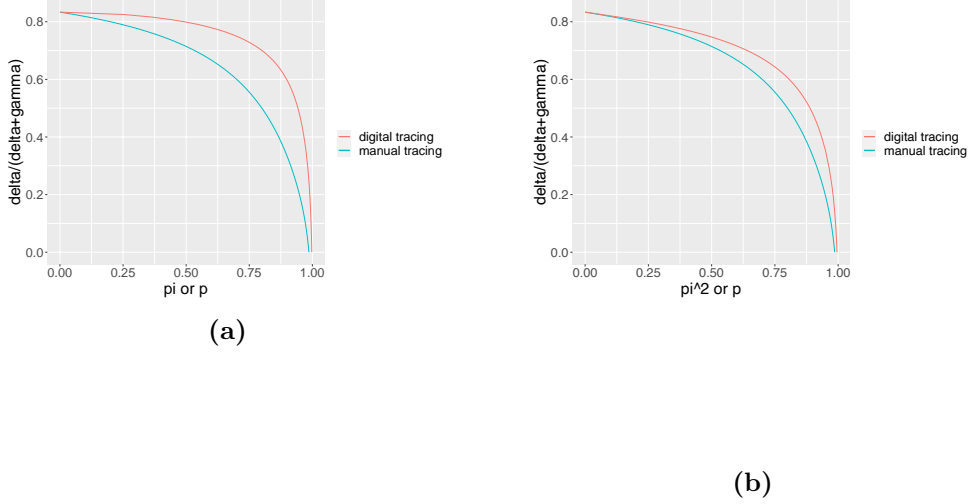 delta/(delta+gamma)
0.8
0.6
0.4
0.2
0.0
0.00 0.25 0.50 0.75 1.00
pi or p
digital tracing
manual tracing
(a)
delta/(delta+gamma)
0.8
0.6
0.4
0.2
0.0
0.00 0.25 0.50 0.75 1.00
pi^2 or p
digital tracing
manual tracing
(b)